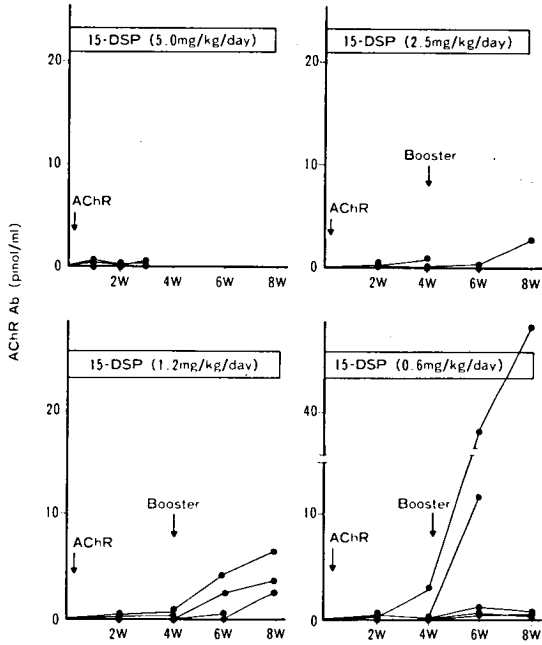 15-DSP (5.0mg/kg/day)
20
10
0
AChR
2W
4W
6W
8W
15-DSP (2.5mg/kg/day)
20
10
0
AChR
Booster
2W
4W
6W
8W
AChR Ab (pmol/ml)
15-DSP (1.2mg/kg/day)
20
10
0
AChR
Booster
2W
4W
6W
8W
15-DSP (0.6mg/kg/day)
40
10
0
AChR
Booster
2W
4W
6W
8W